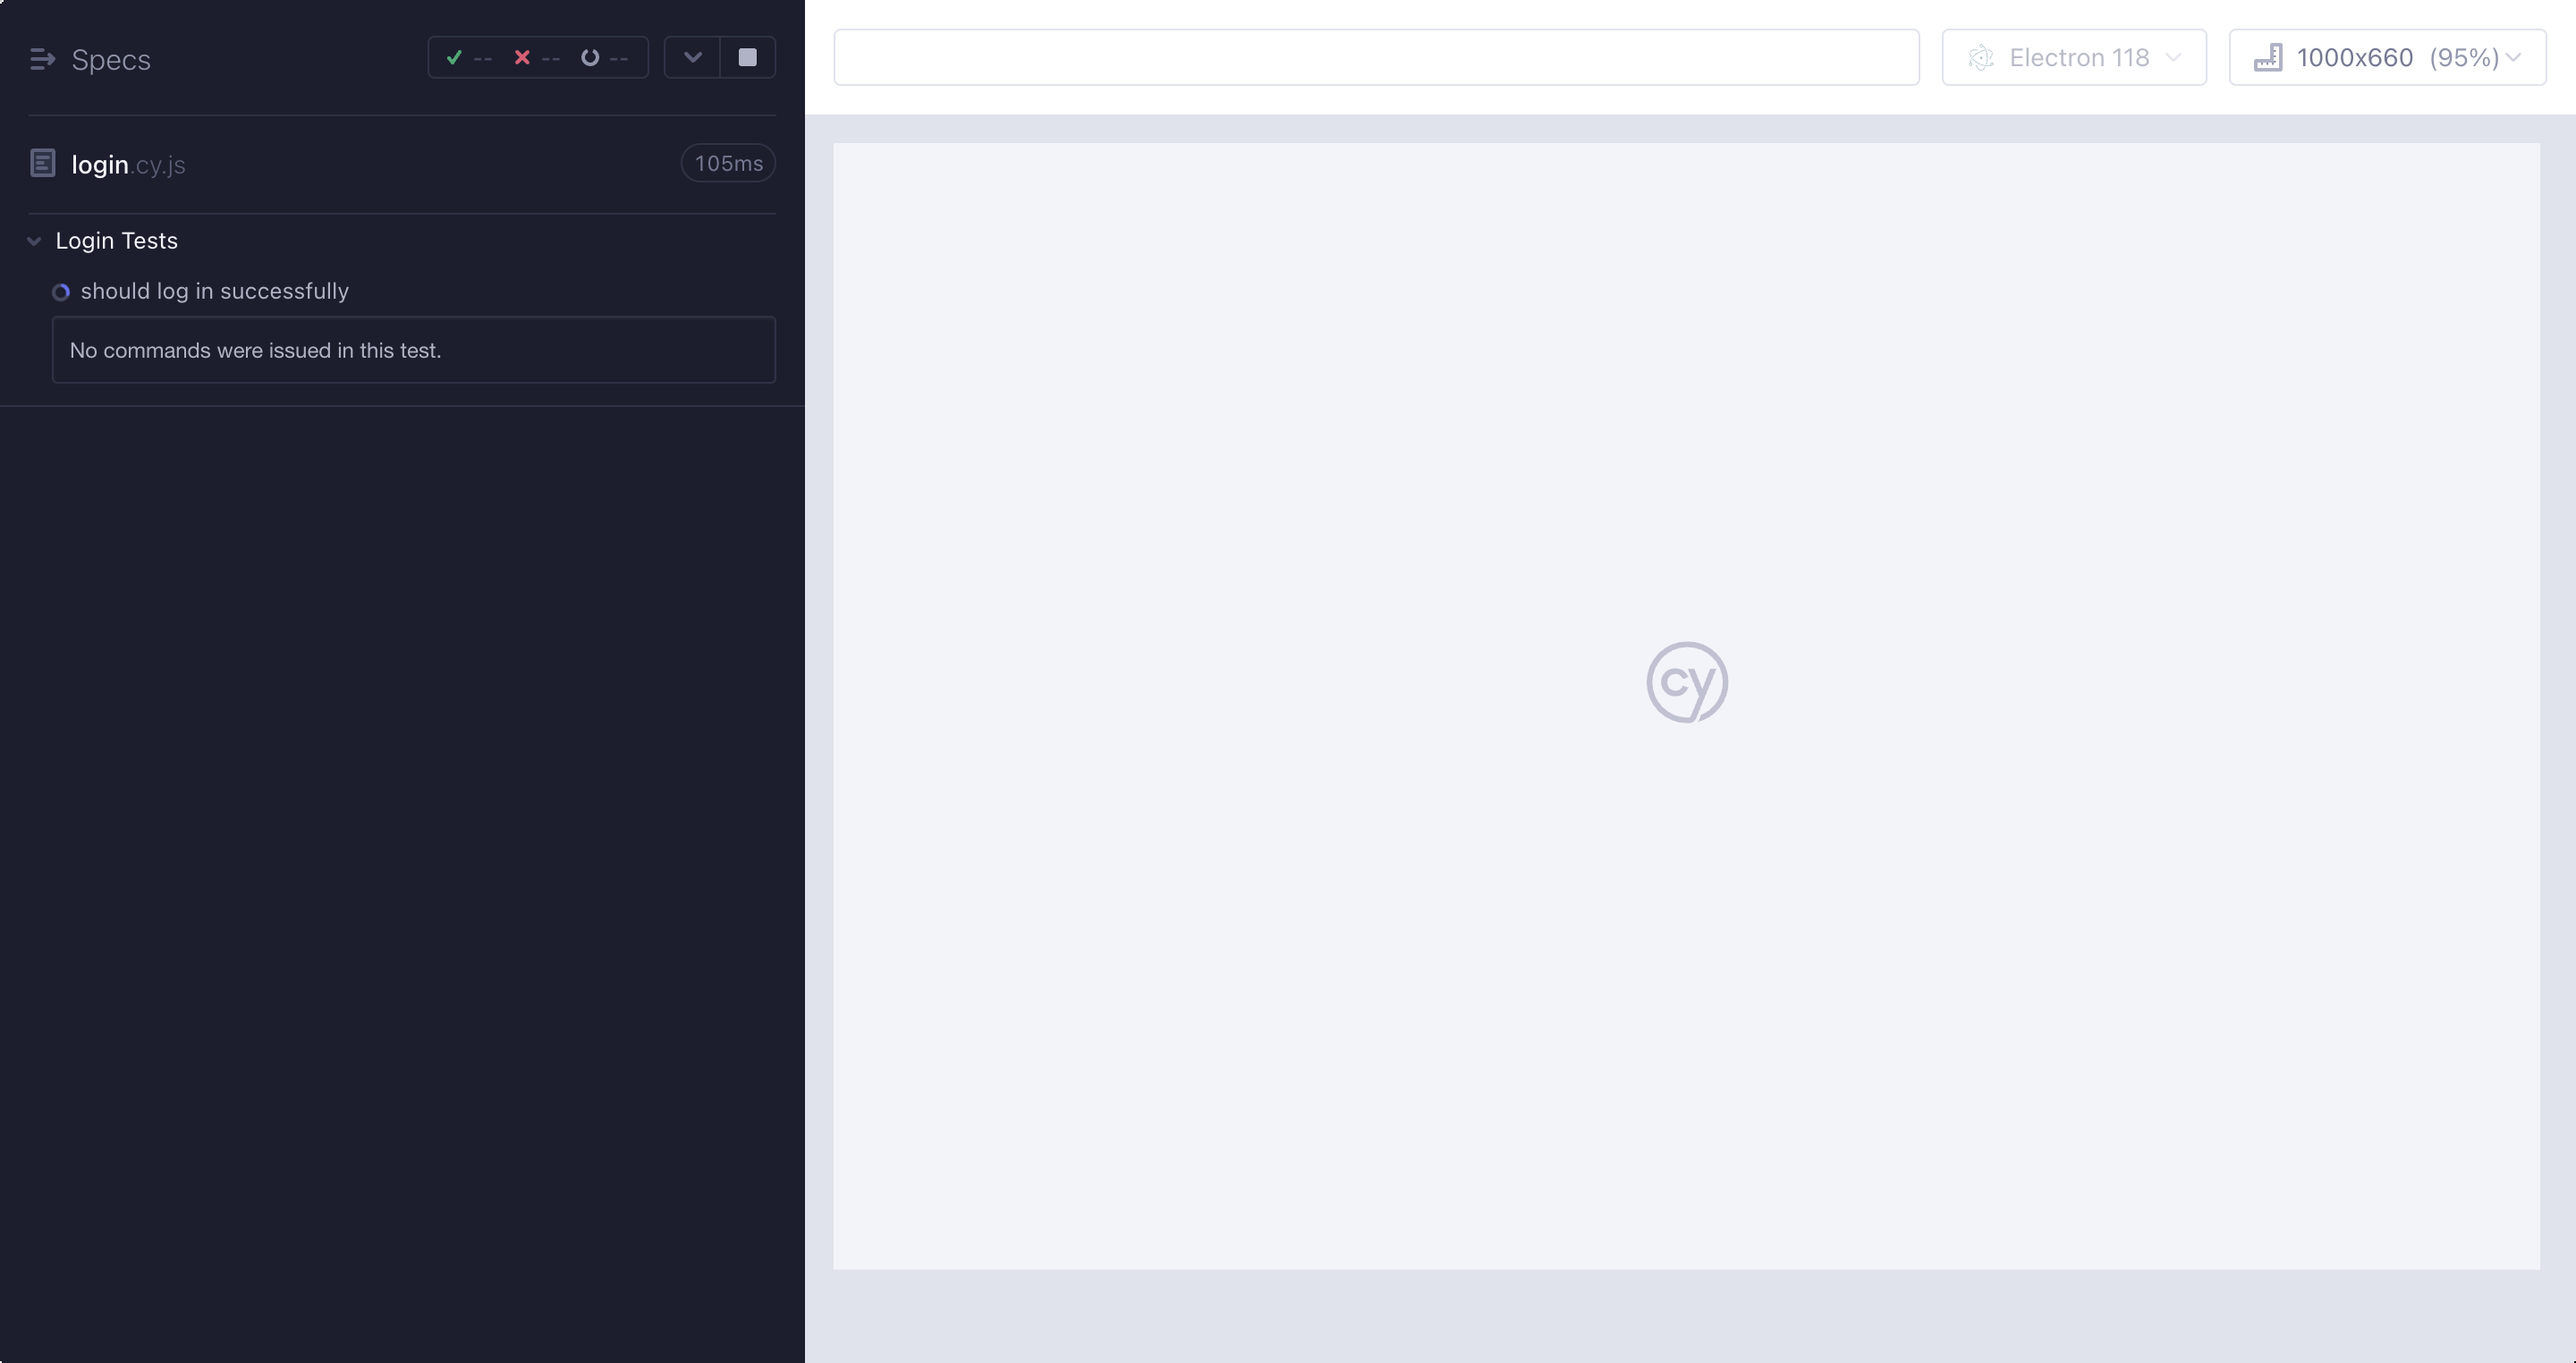 Specs
-- -- --
login.cy.js
105ms
Login Tests
should log in successfully
No commands were issued in this test.
Electron 118
1000x660 (95%)
cy